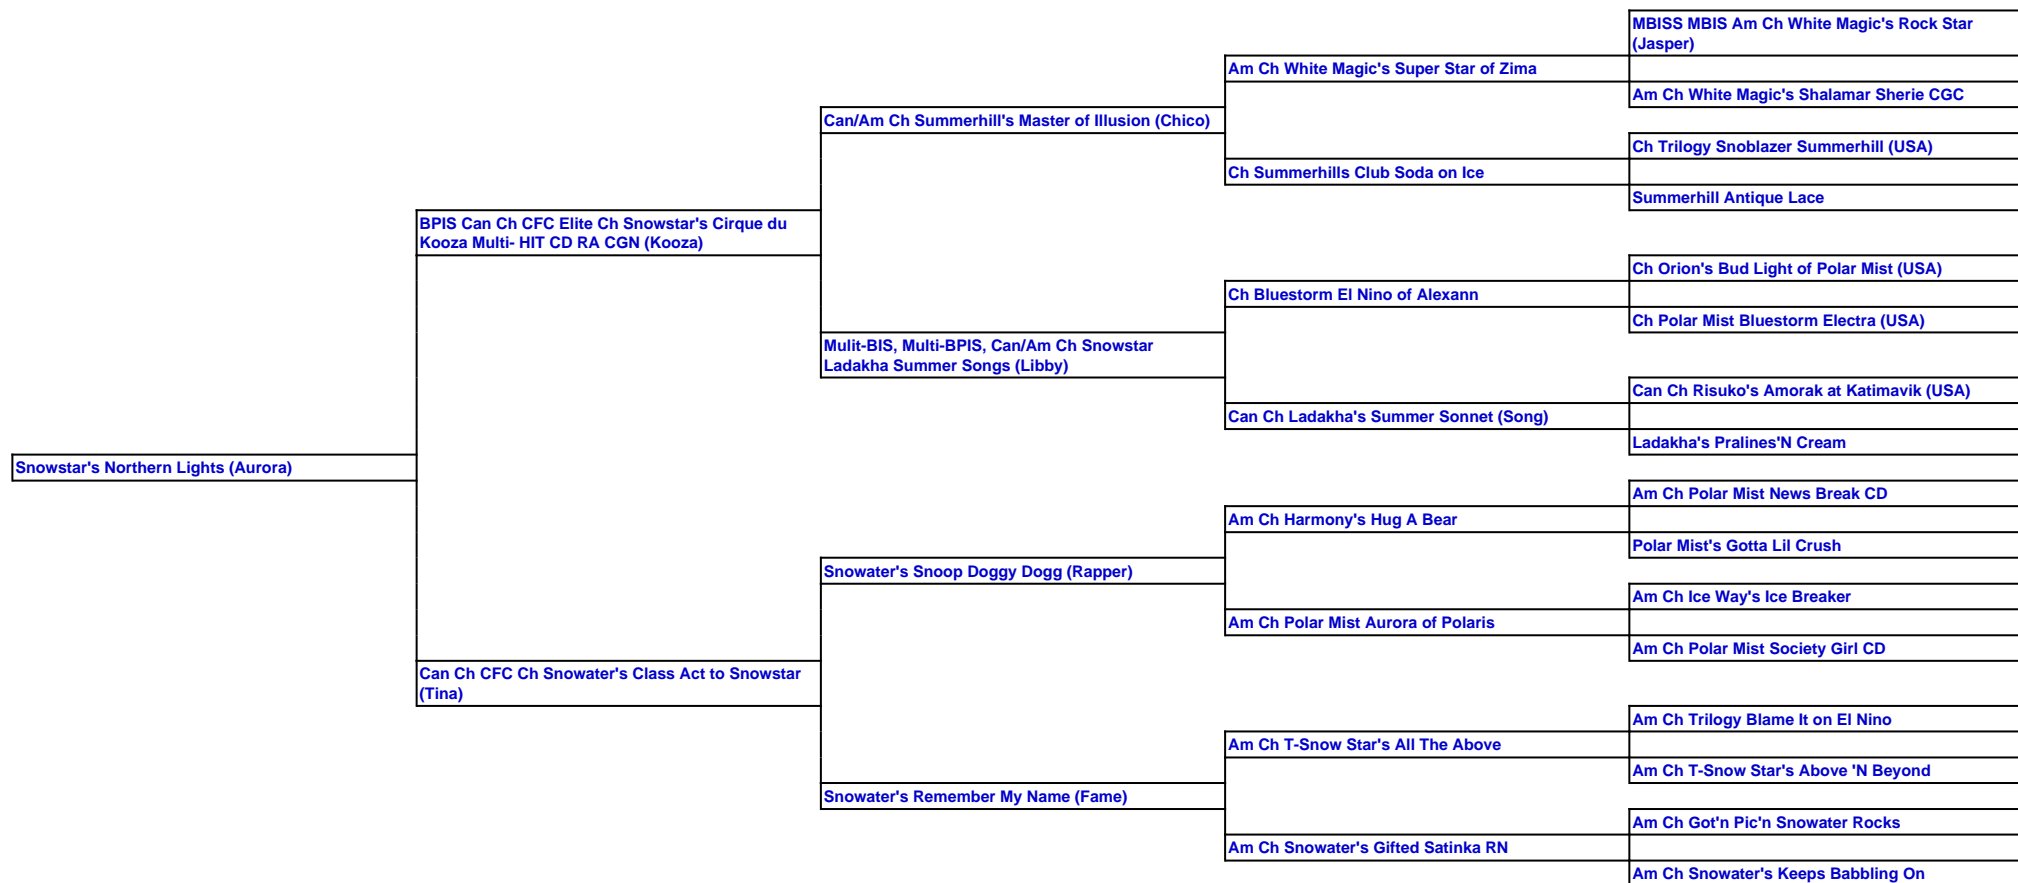 MBISS MBIS Am Ch White Magic's Rock Star
(Jasper)
Am Ch White Magic's Super Star of Zima
Am Ch White Magic's Shalamar Sherie CGC
Can/Am Ch Summerhill's Master of Illusion (Chico)
Ch Trilogy Snoblazer Summerhill (USA)
Ch Summerhills Club Soda on Ice
Summerhill Antique Lace
BPIS Can Ch CFC Elite Ch Snowstar's Cirque du
Kooza Multi- HIT CD RA CGN (Kooza)
Ch Orion's Bud Light of Polar Mist (USA)
Ch Bluestorm El Nino of Alexann
Ch Polar Mist Bluestorm Electra (USA)
Mulit-BIS, Multi-BPIS, Can/Am Ch Snowstar
Ladakha Summer Songs (Libby)
Can Ch Risuko's Amorak at Katimavik (USA)
Can Ch Ladakha's Summer Sonnet (Song)
Ladakha's Pralines'N Cream
Snowstar's Northern Lights (Aurora)
Am Ch Polar Mist News Break CD
Am Ch Harmony's Hug A Bear
Polar Mist's Gotta Lil Crush
Snowater's Snoop Doggy Dogg (Rapper)
Am Ch Ice Way's Ice Breaker
Am Ch Polar Mist Aurora of Polaris
Am Ch Polar Mist Society Girl CD
Can Ch CFC Ch Snowater's Class Act to Snowstar
(Tina)
Am Ch Trilogy Blame It on El Nino
Am Ch T-Snow Star's All The Above
Am Ch T-Snow Star's Above 'N Beyond
Snowater's Remember My Name (Fame)
Am Ch Got'n Pic'n Snowater Rocks
Am Ch Snowater's Gifted Satinka RN
Am Ch Snowater's Keeps Babbling On